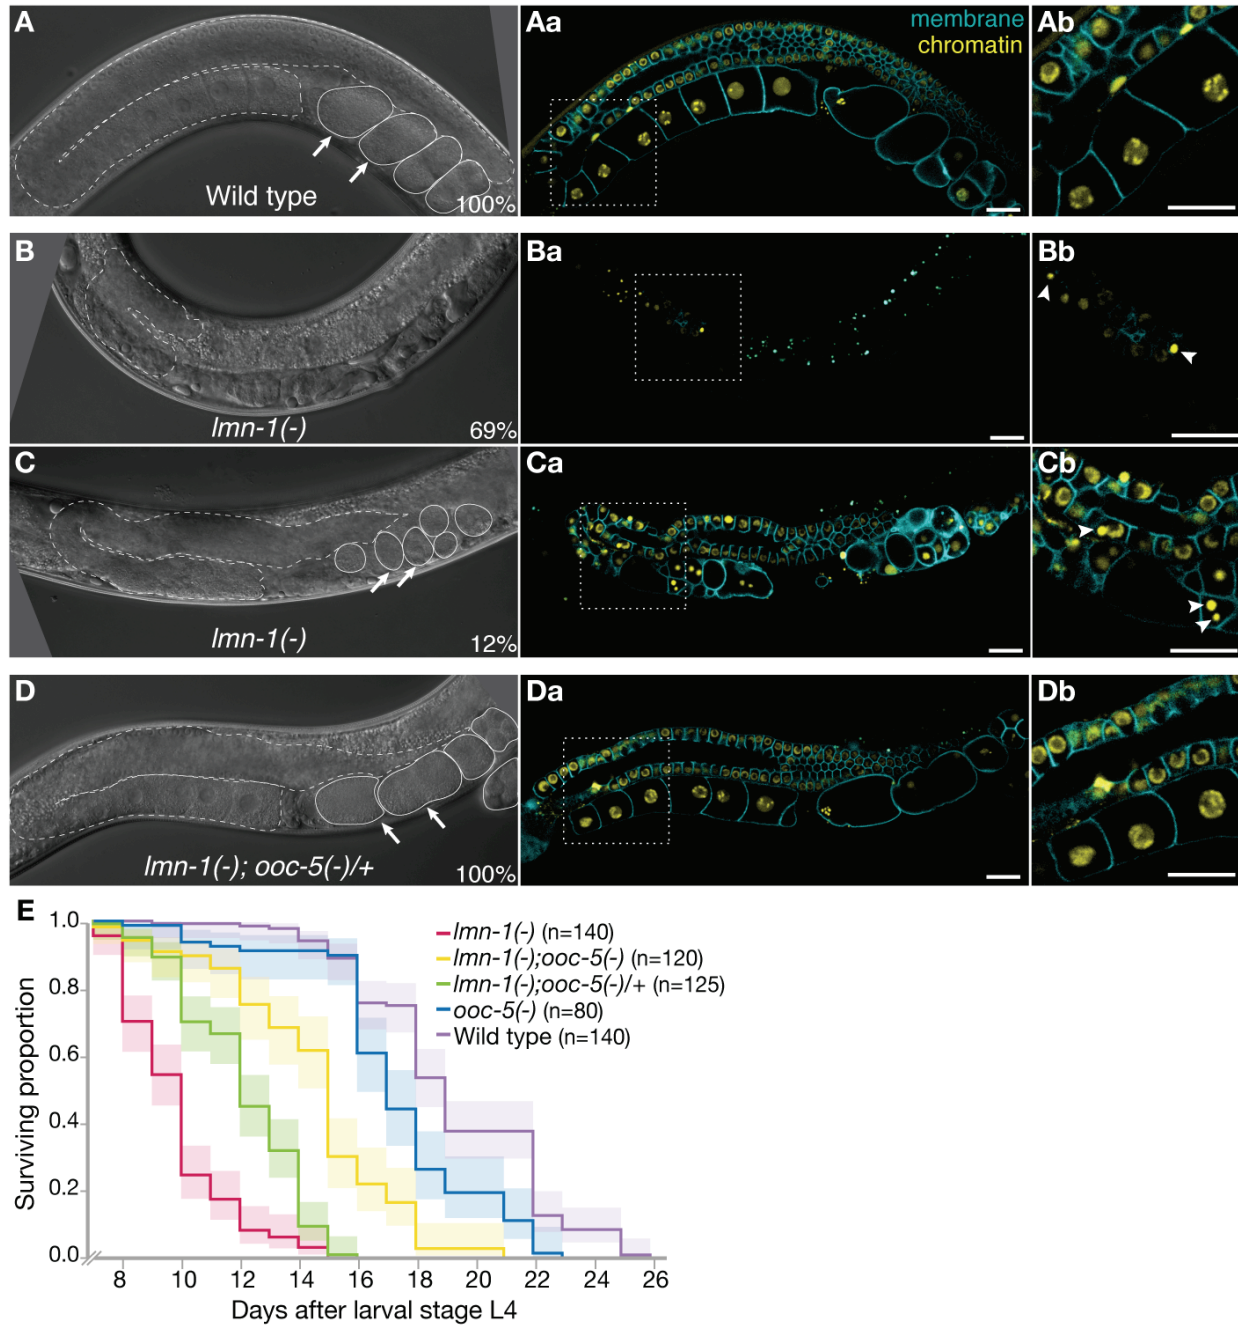 A
Wild type
100%
Aa
membrane
chromatin
Ab
B
lmn-1(-)
69%
Ba
Bb
C
lmn-1(-)
12%
Ca
Cb
D
lmn-1(-); ooc-5(-)/+
100%
Da
Db
E
lmn-1(-) (n=140)
lmn-1(-);ooc-5(-) (n=120)
lmn-1(-);ooc-5(-)/+ (n=125)
ooc-5(-) (n=80)
Wild type (n=140)
Surviving proportion
1.0
0.8
0.6
0.4
0.2
0.0
8 10 12 14 16 18 20 22 24 26
Days after larval stage L4